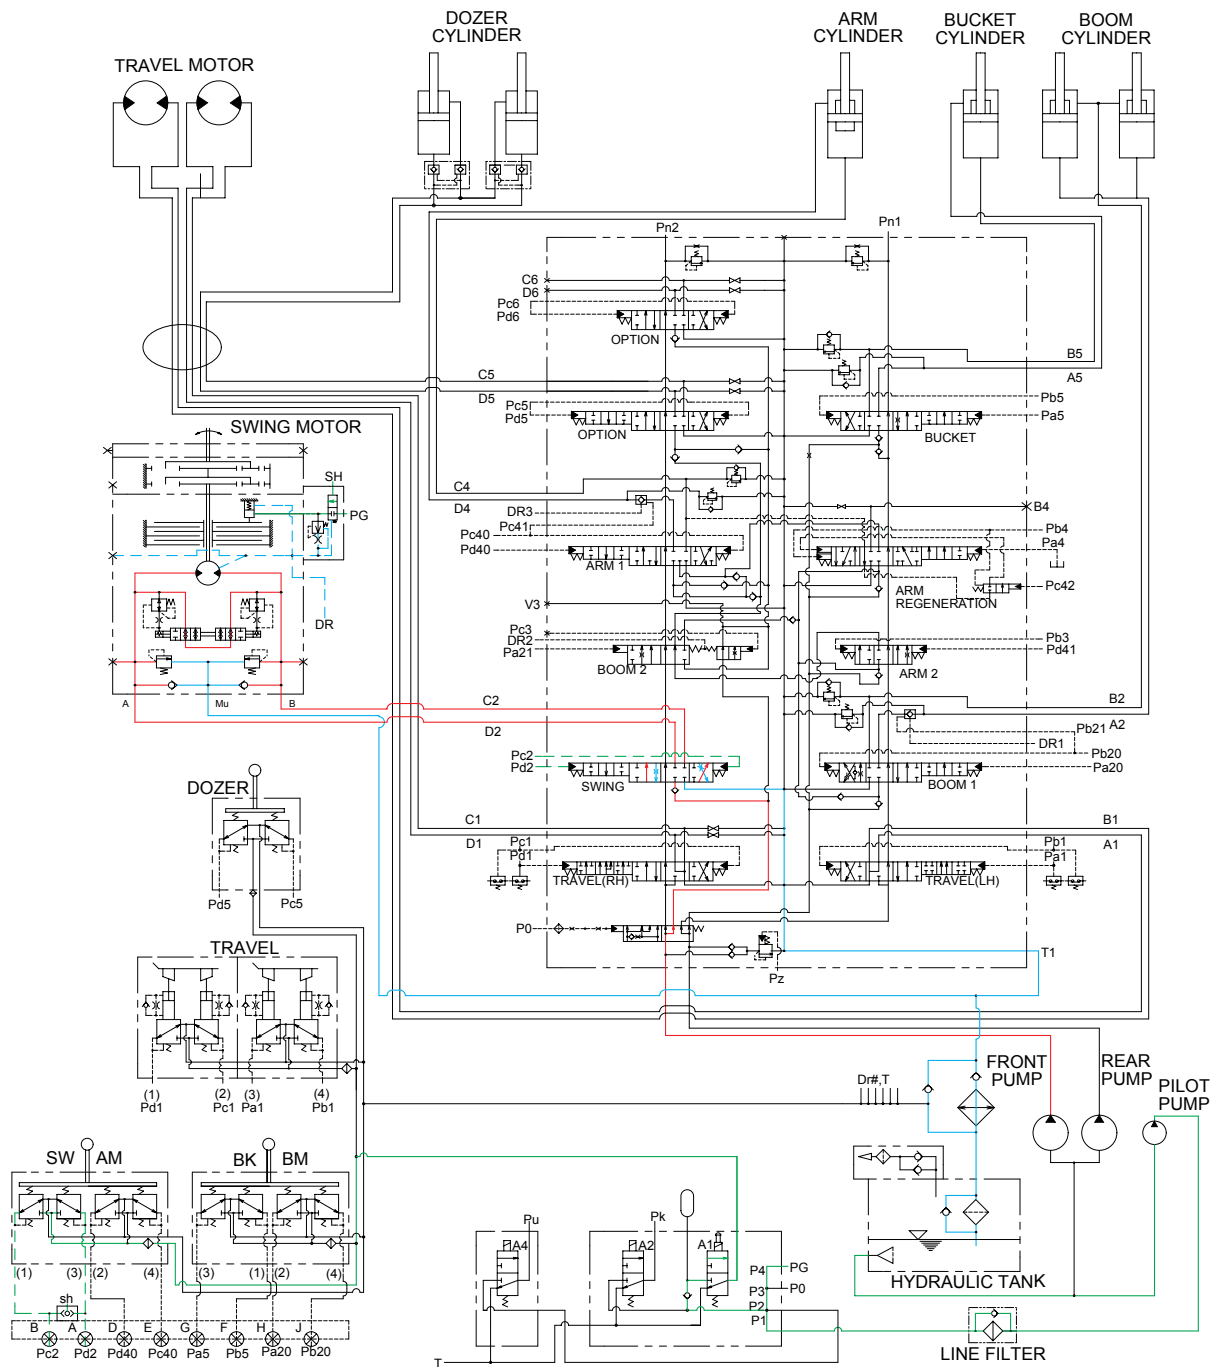 DOZER
CYLINDER
ARM
CYLINDER
BUCKET
CYLINDER
BOOM
CYLINDER
TRAVEL MOTOR
Pn2
Pn1
C6
D6
Pc6
Pd6
OPTION
B5
A5
C5
D5
Pc5
Pd5
OPTION
Pb5
Pa5
BUCKET
SWING MOTOR
SH
PG
C4
D4
DR3
Pc41
Pc40
Pd40
ARM 1
B4
Pb4
Pa4
Pc42
ARM
REGENERATION
DR
V3
Pc3
DR2
Pa21
BOOM 2
Pb3
Pd41
ARM 2
A
Mu
B
C2
D2
B2
A2
Pb21
DR1
Pc2
Pd2
SWING
Pb20
Pa20
BOOM 1
DOZER
Pd5
Pc5
C1
D1
Pc1
Pd1
TRAVEL(RH)
B1
A1
Pb1
Pa1
TRAVEL(LH)
P0
Pz
T1
TRAVEL
(1)
Pd1
(2)
Pc1
(3)
Pa1
(4)
Pb1
Dr#,T
FRONT
PUMP
REAR
PUMP
PILOT
PUMP
SW
AM
BK
BM
(1)
(3)
(2)
(4)
(3)
(1)
(2)
(4)
sh
B
A
D
E
G
F
H
J
Pc2
Pd2
Pd40
Pc40
Pa5
Pb5
Pa20
Pb20
Pu
A4
Pk
A2
A1
P4
PG
P3
P0
P2
P1
T
HYDRAULIC TANK
LINE FILTER